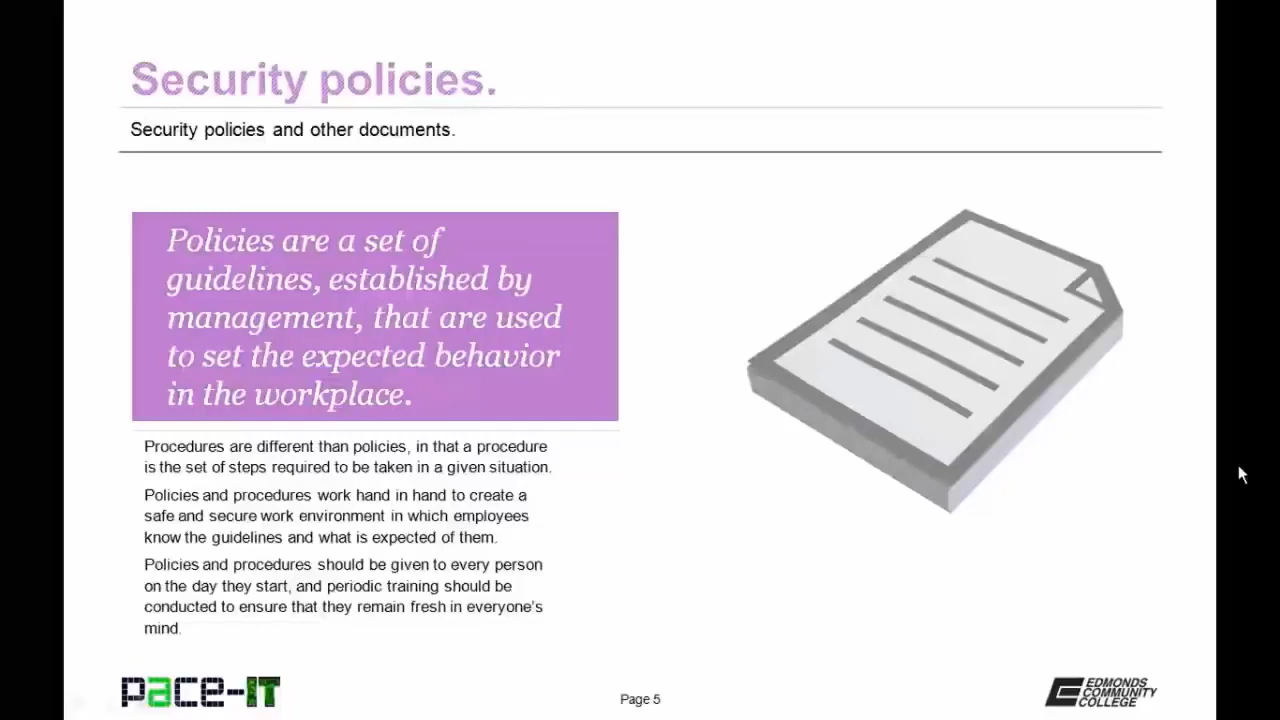 Security policies.
Security policies and other documents.
Policies are a set of
guidelines, established by
management, that are used
to set the expected behavior
in the workplace.
Procedures are different than policies, in that a procedure
is the set of steps required to be taken in a given situation.
Policies and procedures work hand in hand to create a
safe and secure work environment in which employees
know the guidelines and what is expected of them.
Policies and procedures should be given to every person
on the day they start, and periodic training should be
conducted to ensure that they remain fresh in everyone's
mind.
pace-IT
Page 5
EDMONDS
COMMUNITY
COLLEGE